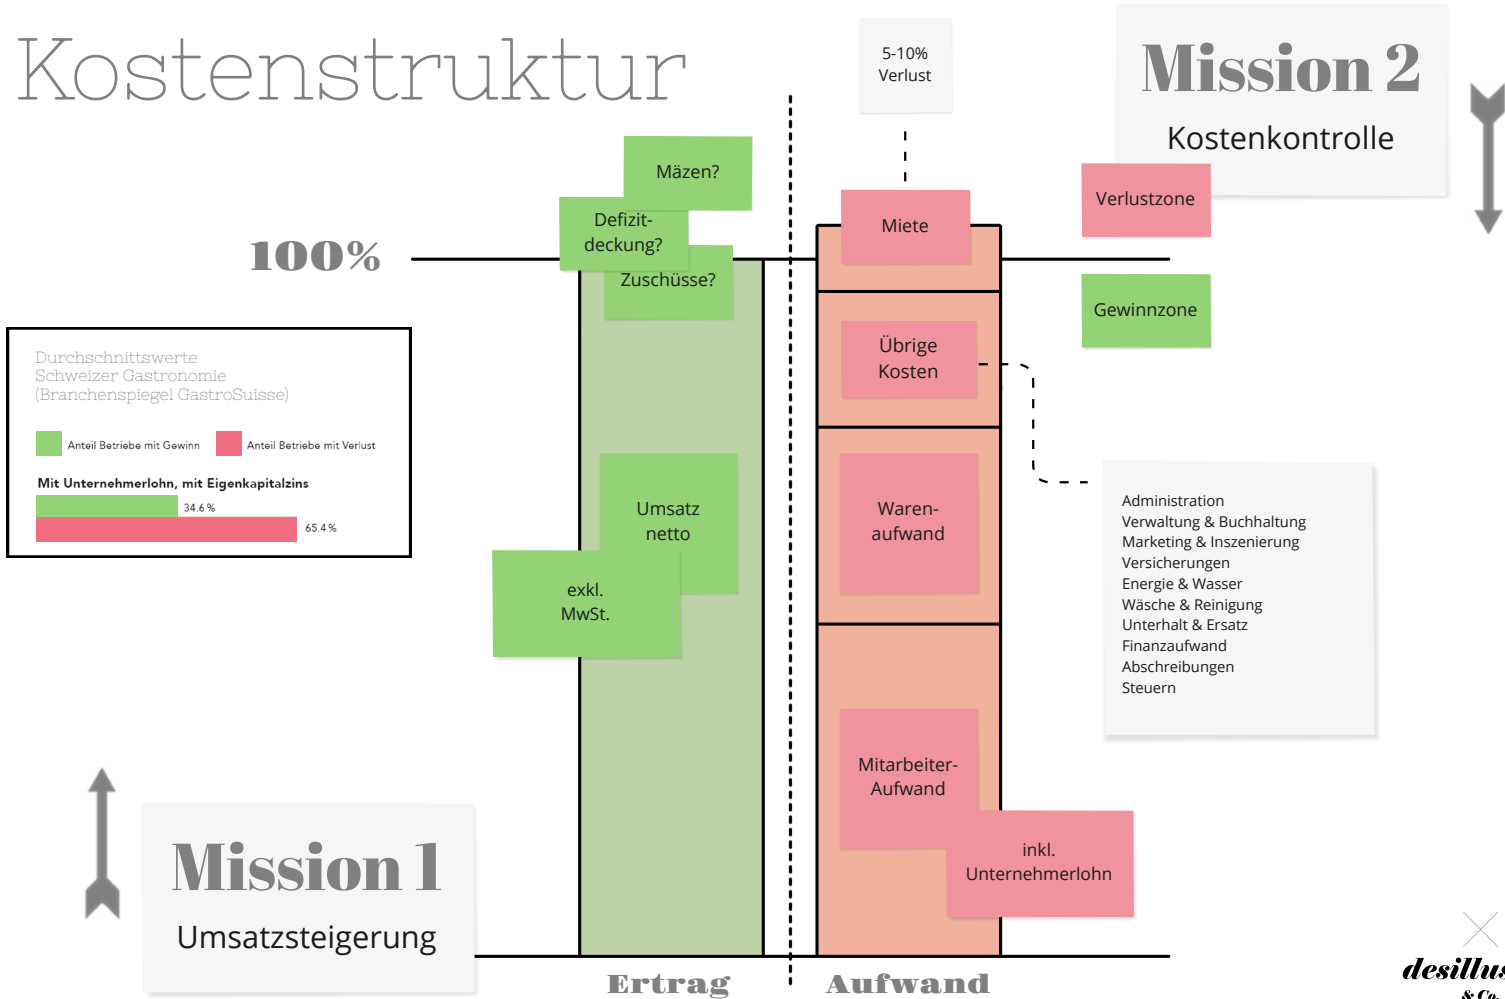 Kostenstruktur
5-10%
Verlust
Mission 2
Kostenkontrolle
Mäzen?
Defizit-
deckung?
Zuschüsse?
Miete
Verlustzone
100%
Gewinnzone
Durchschnittswerte
Schweizer Gastronomie
(Branchenspiegel GastroSuisse)
Anteil Betriebe mit Gewinn
Anteil Betriebe mit Verlust
Mit Unternehmerlohn, mit Eigenkapitalzins
34.6 %
65.4 %
Übrige
Kosten
Umsatz
netto
exkl.
MwSt.
Waren-
aufwand
Administration
Verwaltung & Buchhaltung
Marketing & Inszenierung
Versicherungen
Energie & Wasser
Wäsche & Reinigung
Unterhalt & Ersatz
Finanzaufwand
Abschreibungen
Steuern
Mitarbeiter-
Aufwand
inkl.
Unternehmerlohn
Mission 1
Umsatzsteigerung
Ertrag
Aufwand
desillus
& Co.